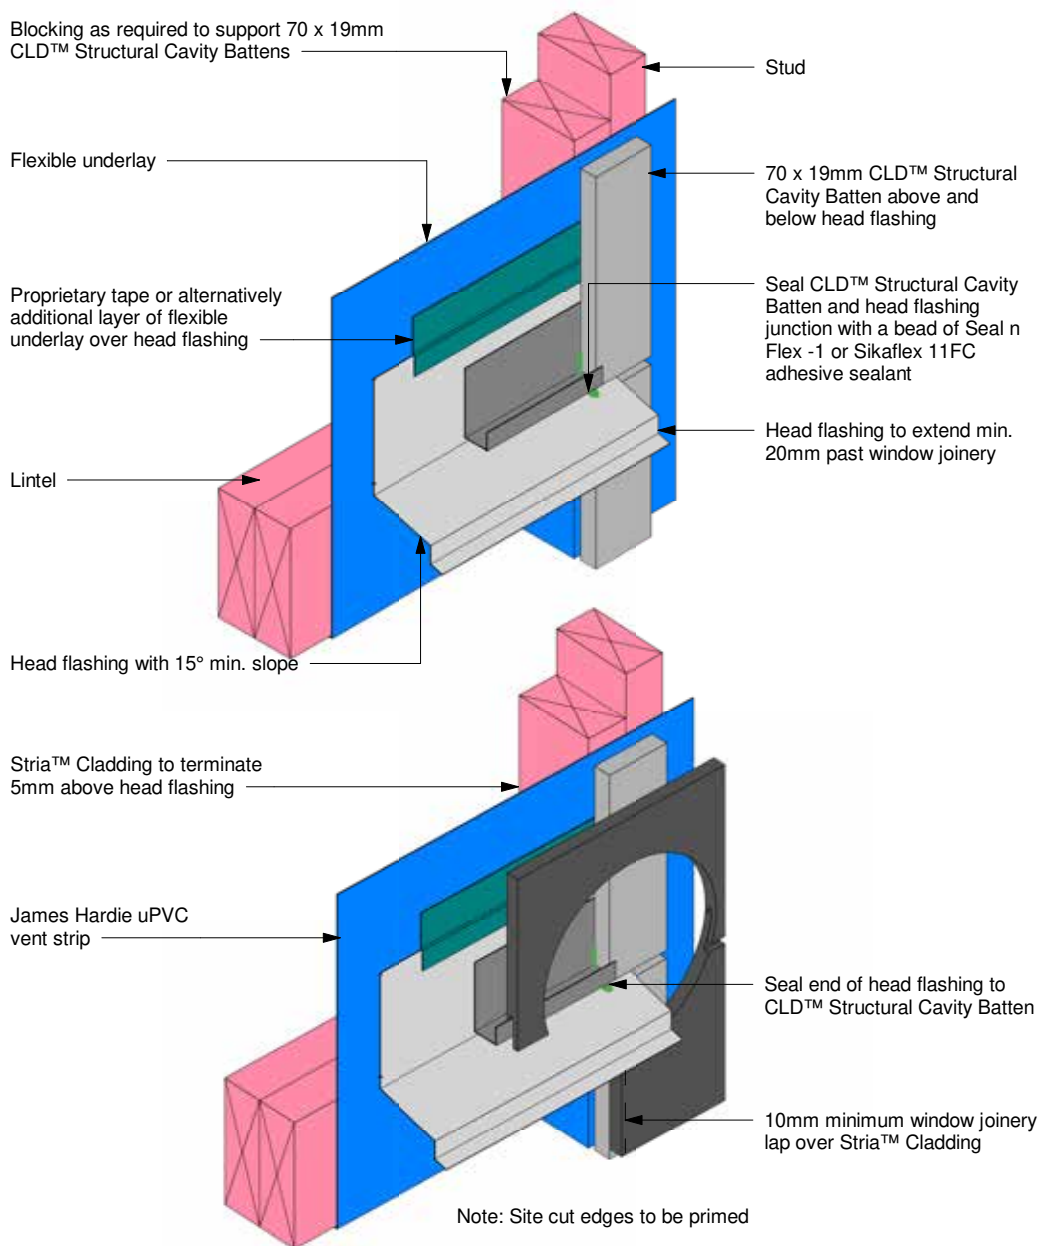 Blocking as required to support 70 x 19mm
CLD™ Structural Cavity Battens
Stud
Flexible underlay
70 x 19mm CLD™ Structural
Cavity Batten above and
below head flashing
Proprietary tape or alternatively
additional layer of flexible
underlay over head flashing
Seal CLD™ Structural Cavity
Batten and head flashing
junction with a bead of Seal n
Flex -1 or Sikaflex 11FC
adhesive sealant
Head flashing to extend min.
20mm past window joinery
Lintel
Head flashing with 15° min. slope
Stria™ Cladding to terminate
5mm above head flashing
James Hardie uPVC
vent strip
Seal end of head flashing to
CLD™ Structural Cavity Batten
10mm minimum window joinery
lap over Stria™ Cladding
Note: Site cut edges to be primed